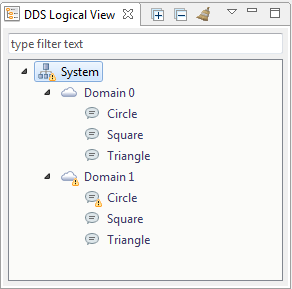 DDS Logical View
type filter text
System
Domain 0
Circle
Square
Triangle
Domain 1
Circle
Square
Triangle